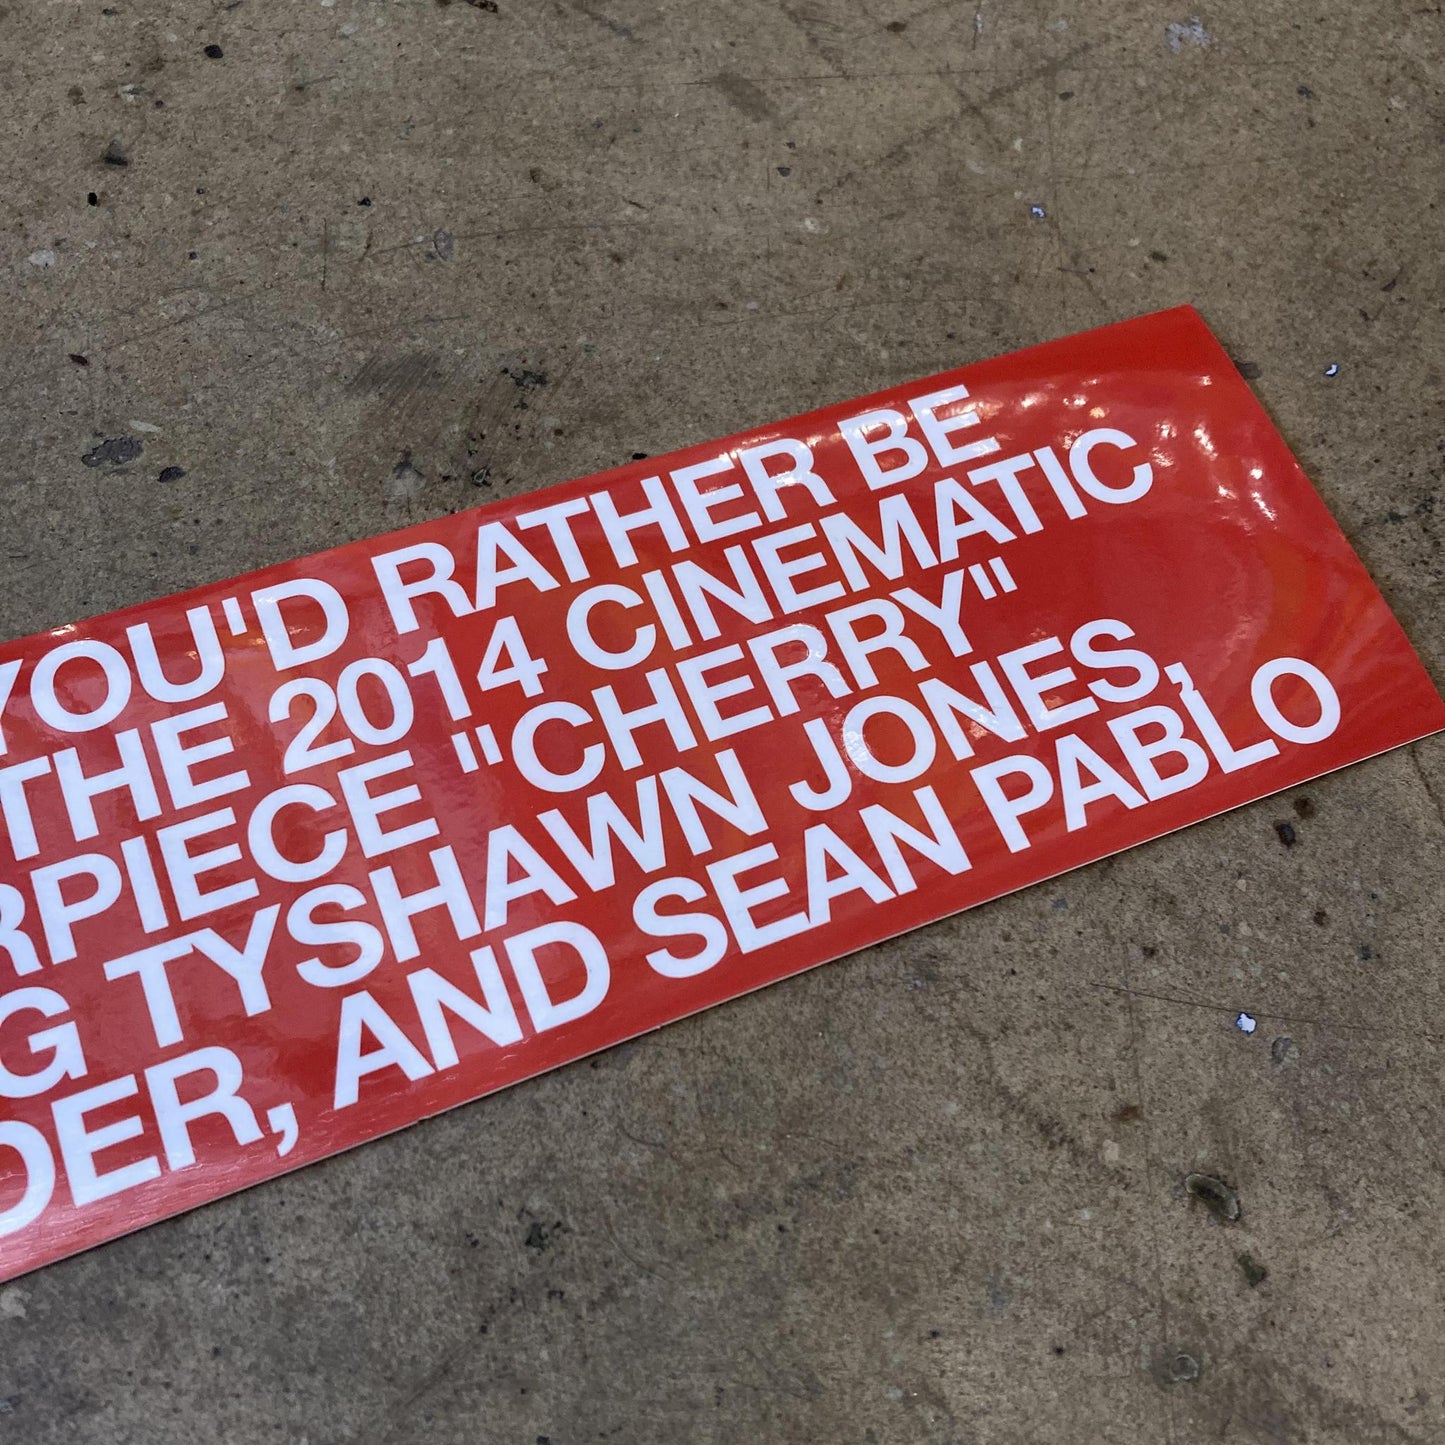 YOU'D RATHER BE
THE 2014 CINEMATIC
RPIECE "CHERRY"
G TYSHAWN JONES,
DER, AND SEAN PABLO